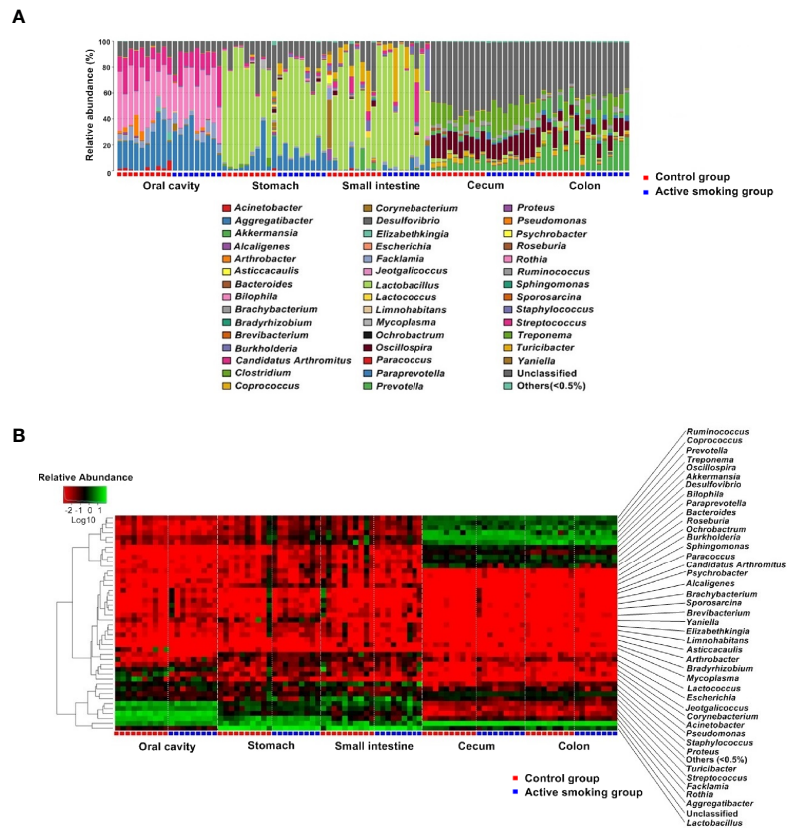 A
Relative abundance (%)
100
80
60
40
20
0
Oral cavity Stomach Small intestine Cecum Colon
Control group
Active smoking group
Acinetobacter
Aggregatibacter
Akkermansia
Alcaligenes
Arthrobacter
Asticcacaulis
Bacteroides
Bilophila
Brachybacterium
Bradyrhizobium
Brevibacterium
Burkholderia
Candidatus Arthromitus
Clostridium
Coprococcus
Corynebacterium
Desulfovibrio
Elizabethkingia
Escherichia
Facklamia
Jeotgalicoccus
Lactobacillus
Lactococcus
Limnohabitans
Mycoplasma
Ochrobactrum
Oscillospira
Paracoccus
Paraprevotella
Prevotella
Proteus
Pseudomonas
Psychrobacter
Roseburia
Rothia
Ruminococcus
Sphingomonas
Sporosarcina
Staphylococcus
Streptococcus
Treponema
Turicibacter
Yaniella
Unclassified
Others(<0.5%)
B
Relative Abundance
-2 -1 0 1
Log10
Ruminococcus
Coprococcus
Prevotella
Treponema
Oscillospira
Akkermansia
Desulfovibrio
Bilophila
Paraprevotella
Bacteroides
Roseburia
Ochrobactrum
Burkholderia
Sphingomonas
Paracoccus
Candidatus Arthromitus
Psychrobacter
Alcaligenes
Brachybacterium
Sporosarcina
Brevibacterium
Yaniella
Elizabethkingia
Limnohabitans
Asticcacaulis
Arthrobacter
Bradyrhizobium
Mycoplasma
Lactococcus
Escherichia
Jeotgalicoccus
Corynebacterium
Acinetobacter
Pseudomonas
Staphylococcus
Proteus
Others (<0.5%)
Turicibacter
Streptococcus
Facklamia
Rothia
Aggregatibacter
Unclassified
Lactobacillus
Oral cavity Stomach Small intestine Cecum Colon
Control group
Active smoking group